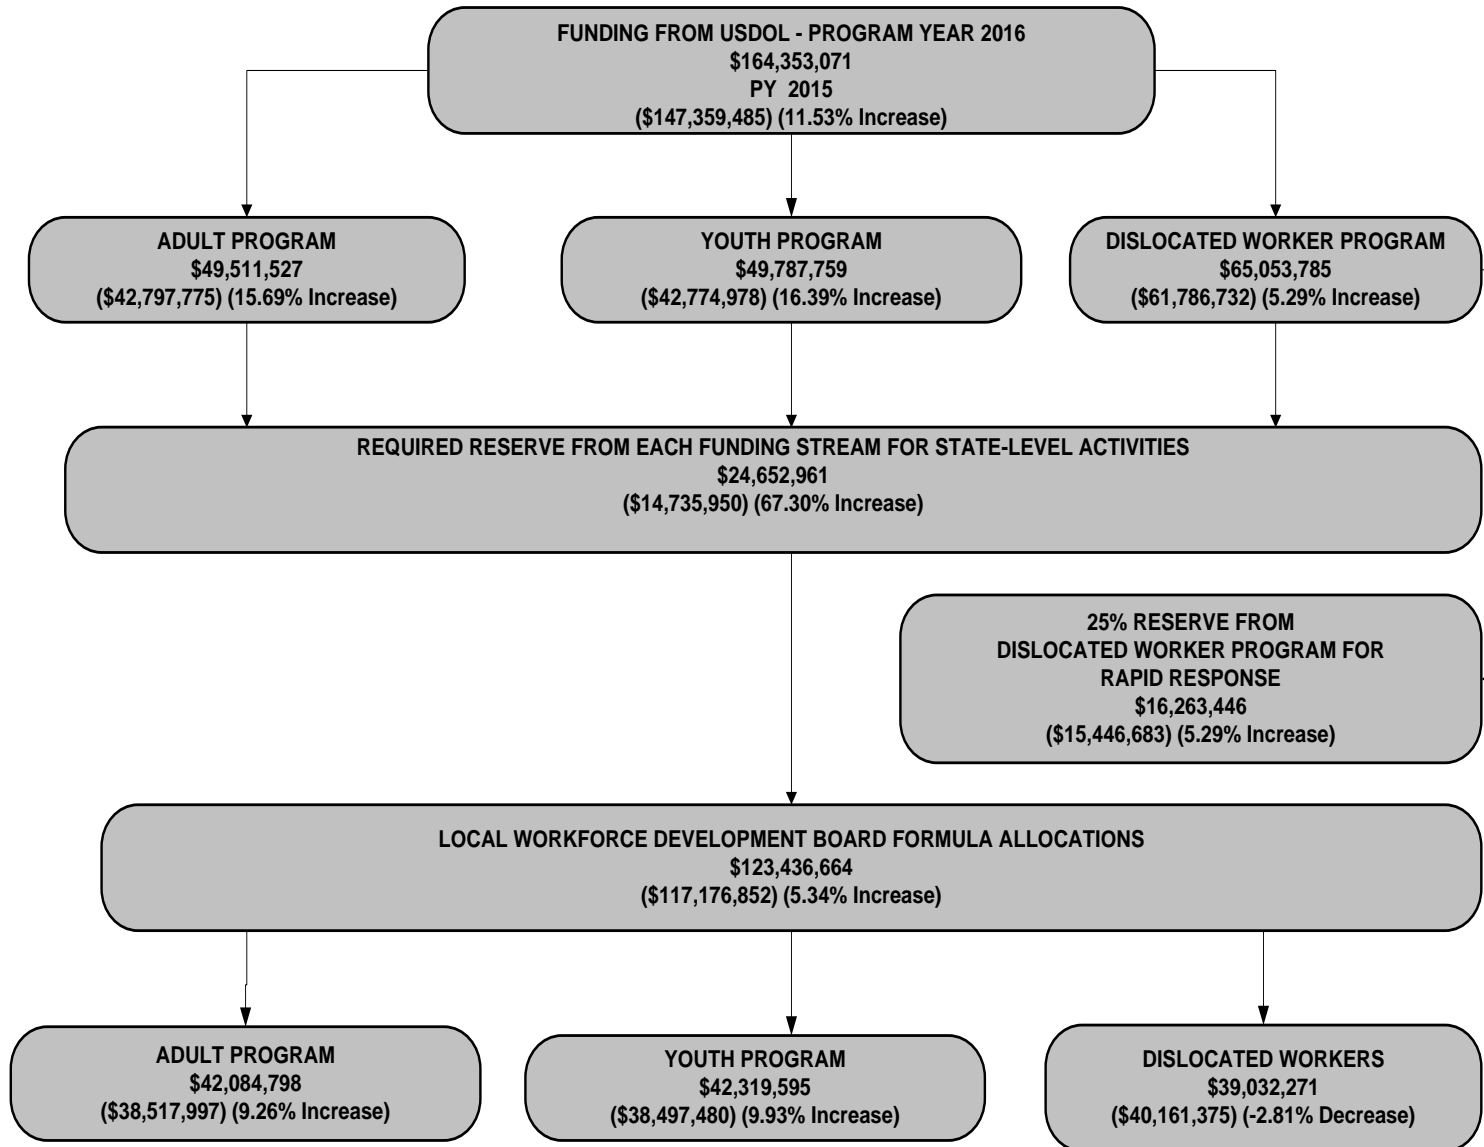 FUNDING FROM USDOL - PROGRAM YEAR 2016
$164,353,071
PY 2015
($147,359,485) (11.53% Increase)
ADULT PROGRAM
$49,511,527
($42,797,775) (15.69% Increase)
YOUTH PROGRAM
$49,787,759
($42,774,978) (16.39% Increase)
DISLOCATED WORKER PROGRAM
$65,053,785
($61,786,732) (5.29% Increase)
REQUIRED RESERVE FROM EACH FUNDING STREAM FOR STATE-LEVEL ACTIVITIES
$24,652,961
($14,735,950) (67.30% Increase)
25% RESERVE FROM
DISLOCATED WORKER PROGRAM FOR
RAPID RESPONSE
$16,263,446
($15,446,683) (5.29% Increase)
LOCAL WORKFORCE DEVELOPMENT BOARD FORMULA ALLOCATIONS
$123,436,664
($117,176,852) (5.34% Increase)
ADULT PROGRAM
$42,084,798
($38,517,997) (9.26% Increase)
YOUTH PROGRAM
$42,319,595
($38,497,480) (9.93% Increase)
DISLOCATED WORKERS
$39,032,271
($40,161,375) (-2.81% Decrease)